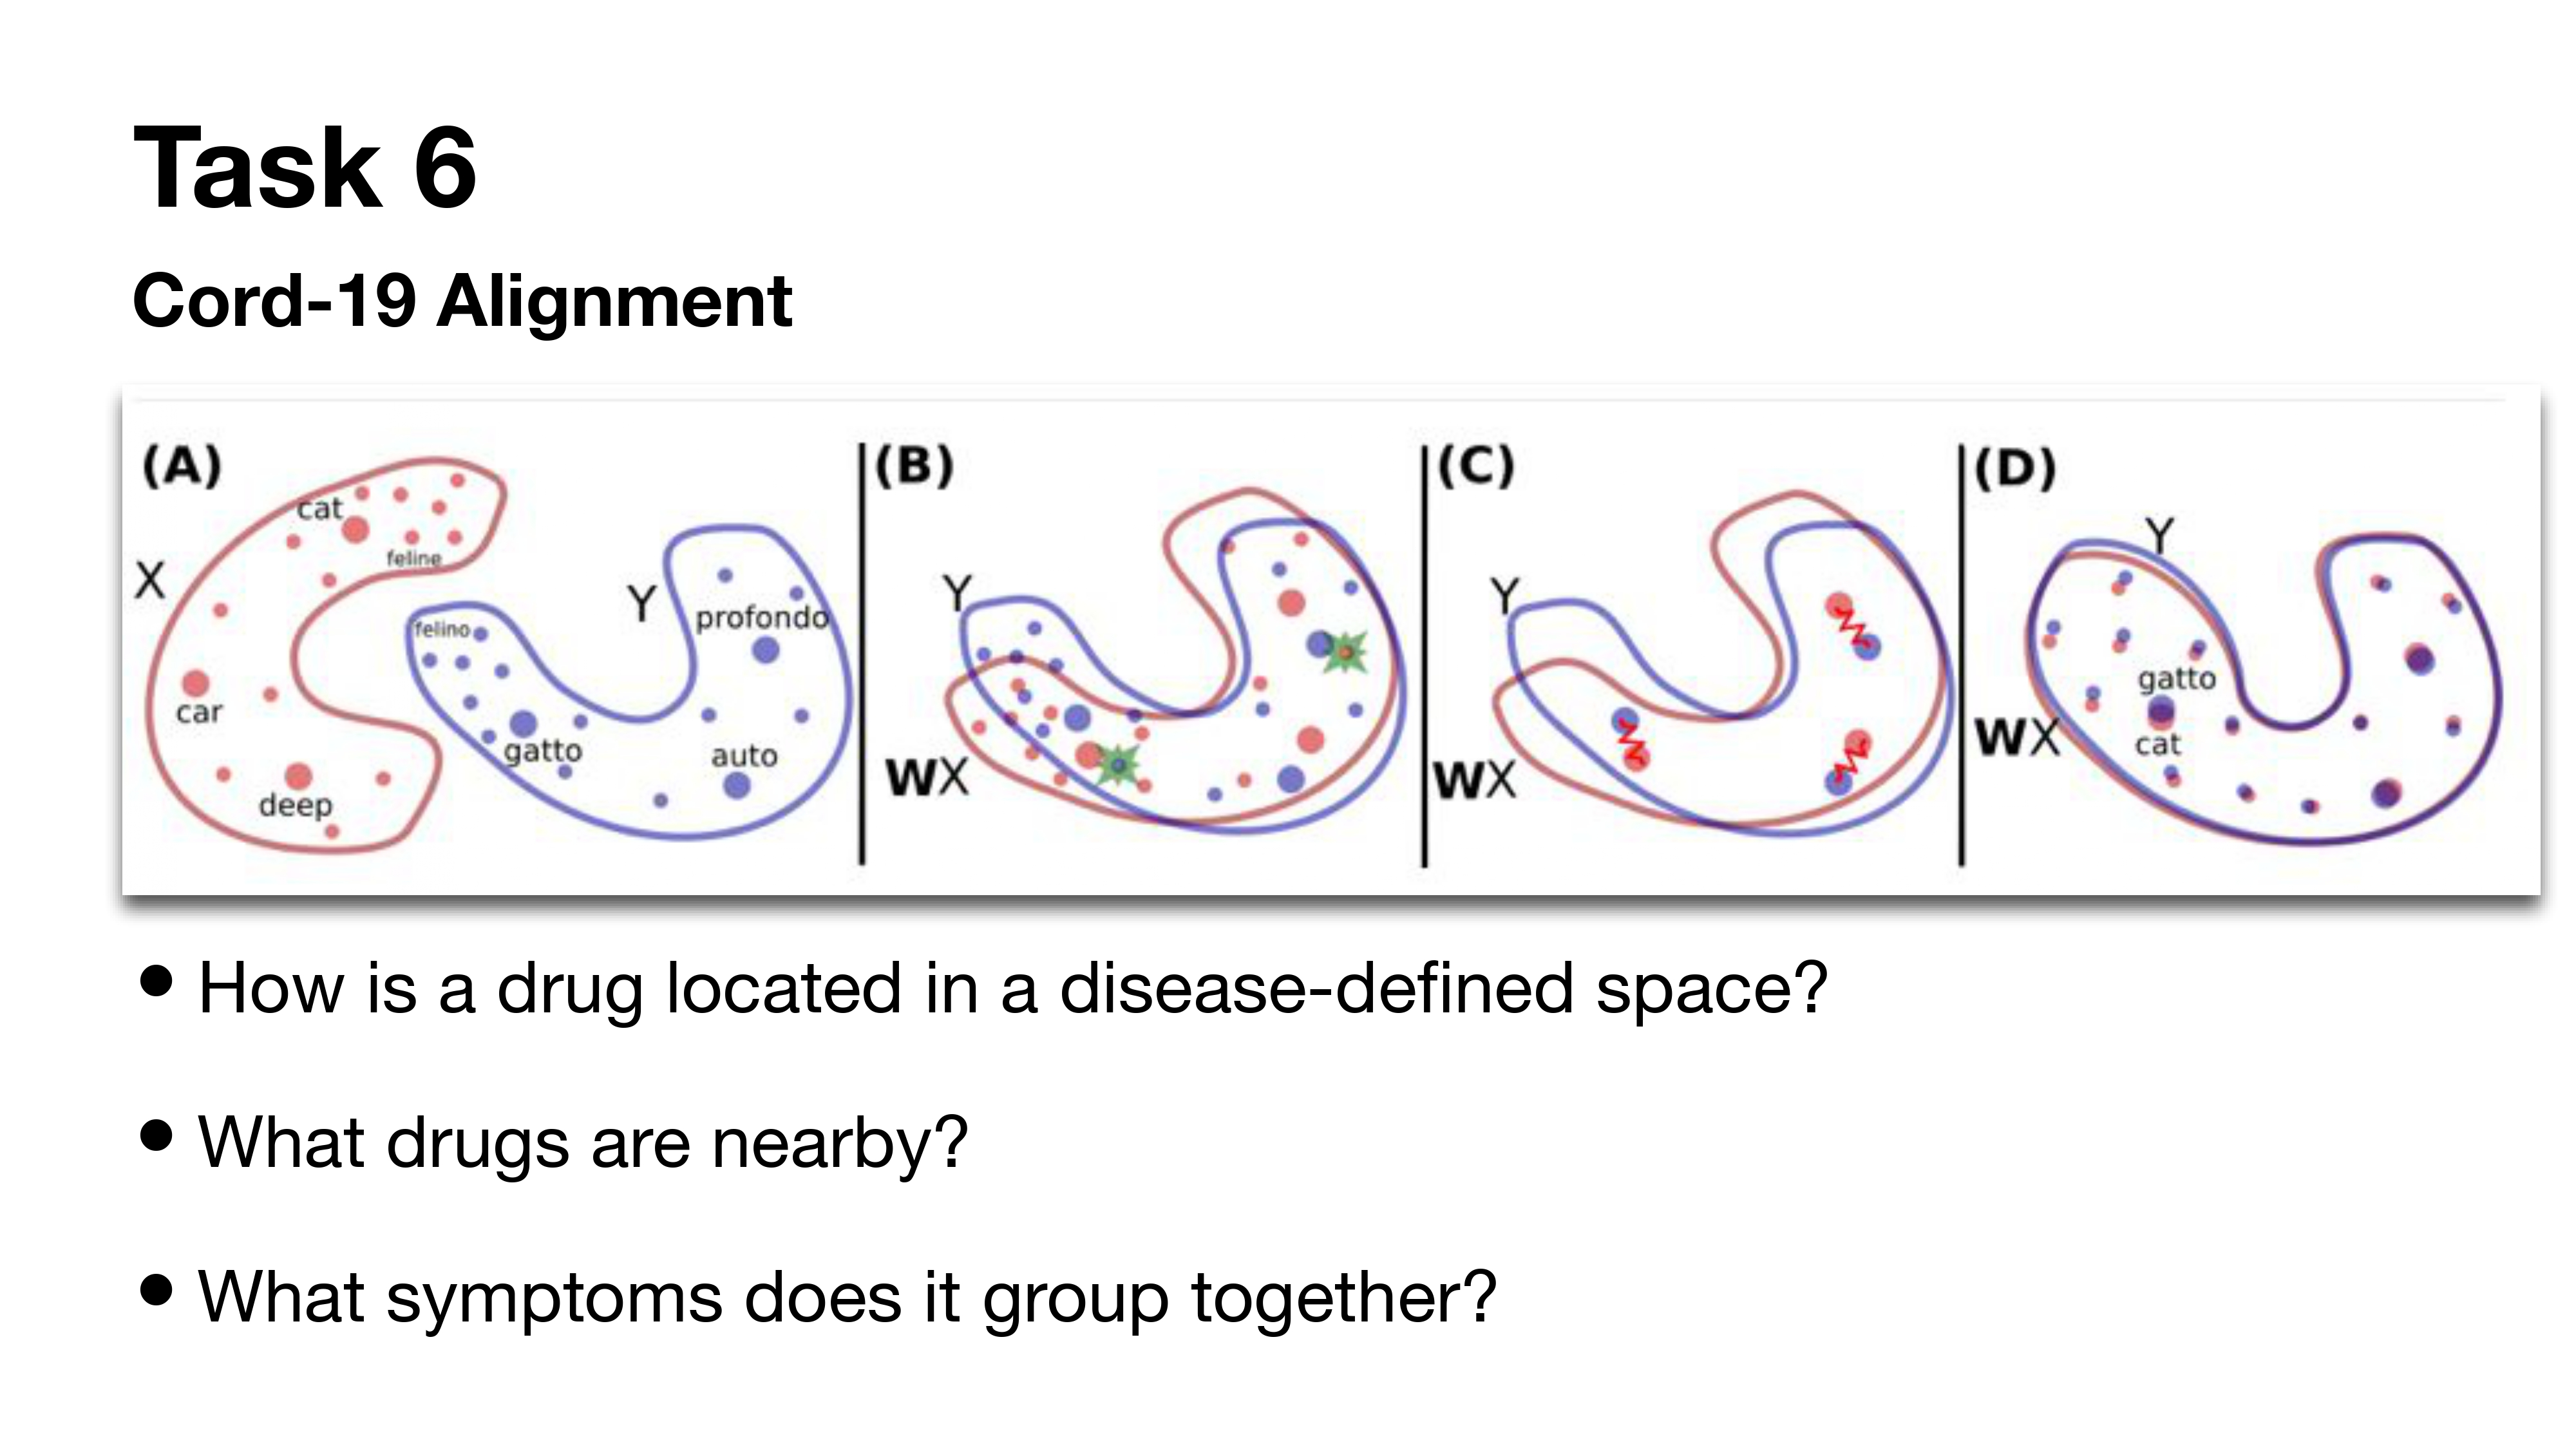 Task 6
Cord-19 Alignment
(A)
X
cat
feline
car
deep
Y
felino
profondo
gatto
auto
(B)
Y
WX
(C)
Y
WX
(D)
Y
gatto
WX
cat
• How is a drug located in a disease-defined space?
• What drugs are nearby?
• What symptoms does it group together?